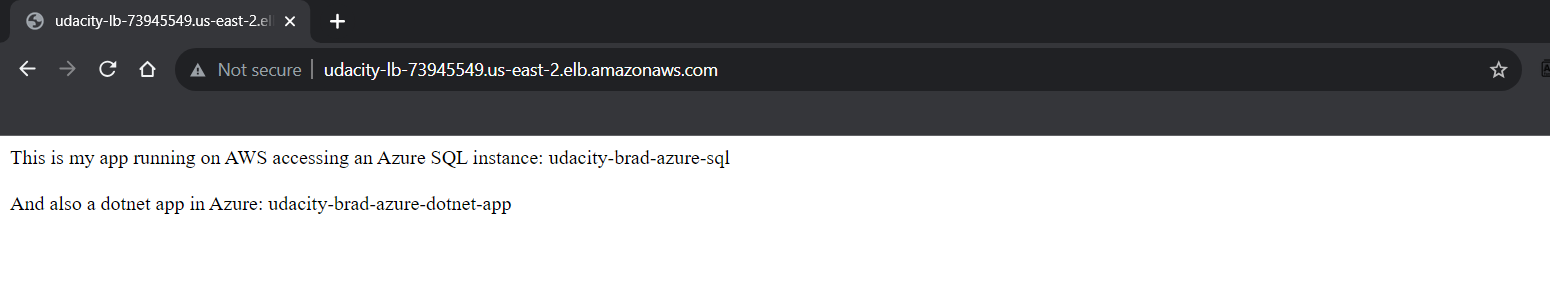 udacity-lb-73945549.us-east-2.el
Not secure | udacity-lb-73945549.us-east-2.elb.amazonaws.com
This is my app running on AWS accessing an Azure SQL instance: udacity-brad-azure-sql
And also a dotnet app in Azure: udacity-brad-azure-dotnet-app